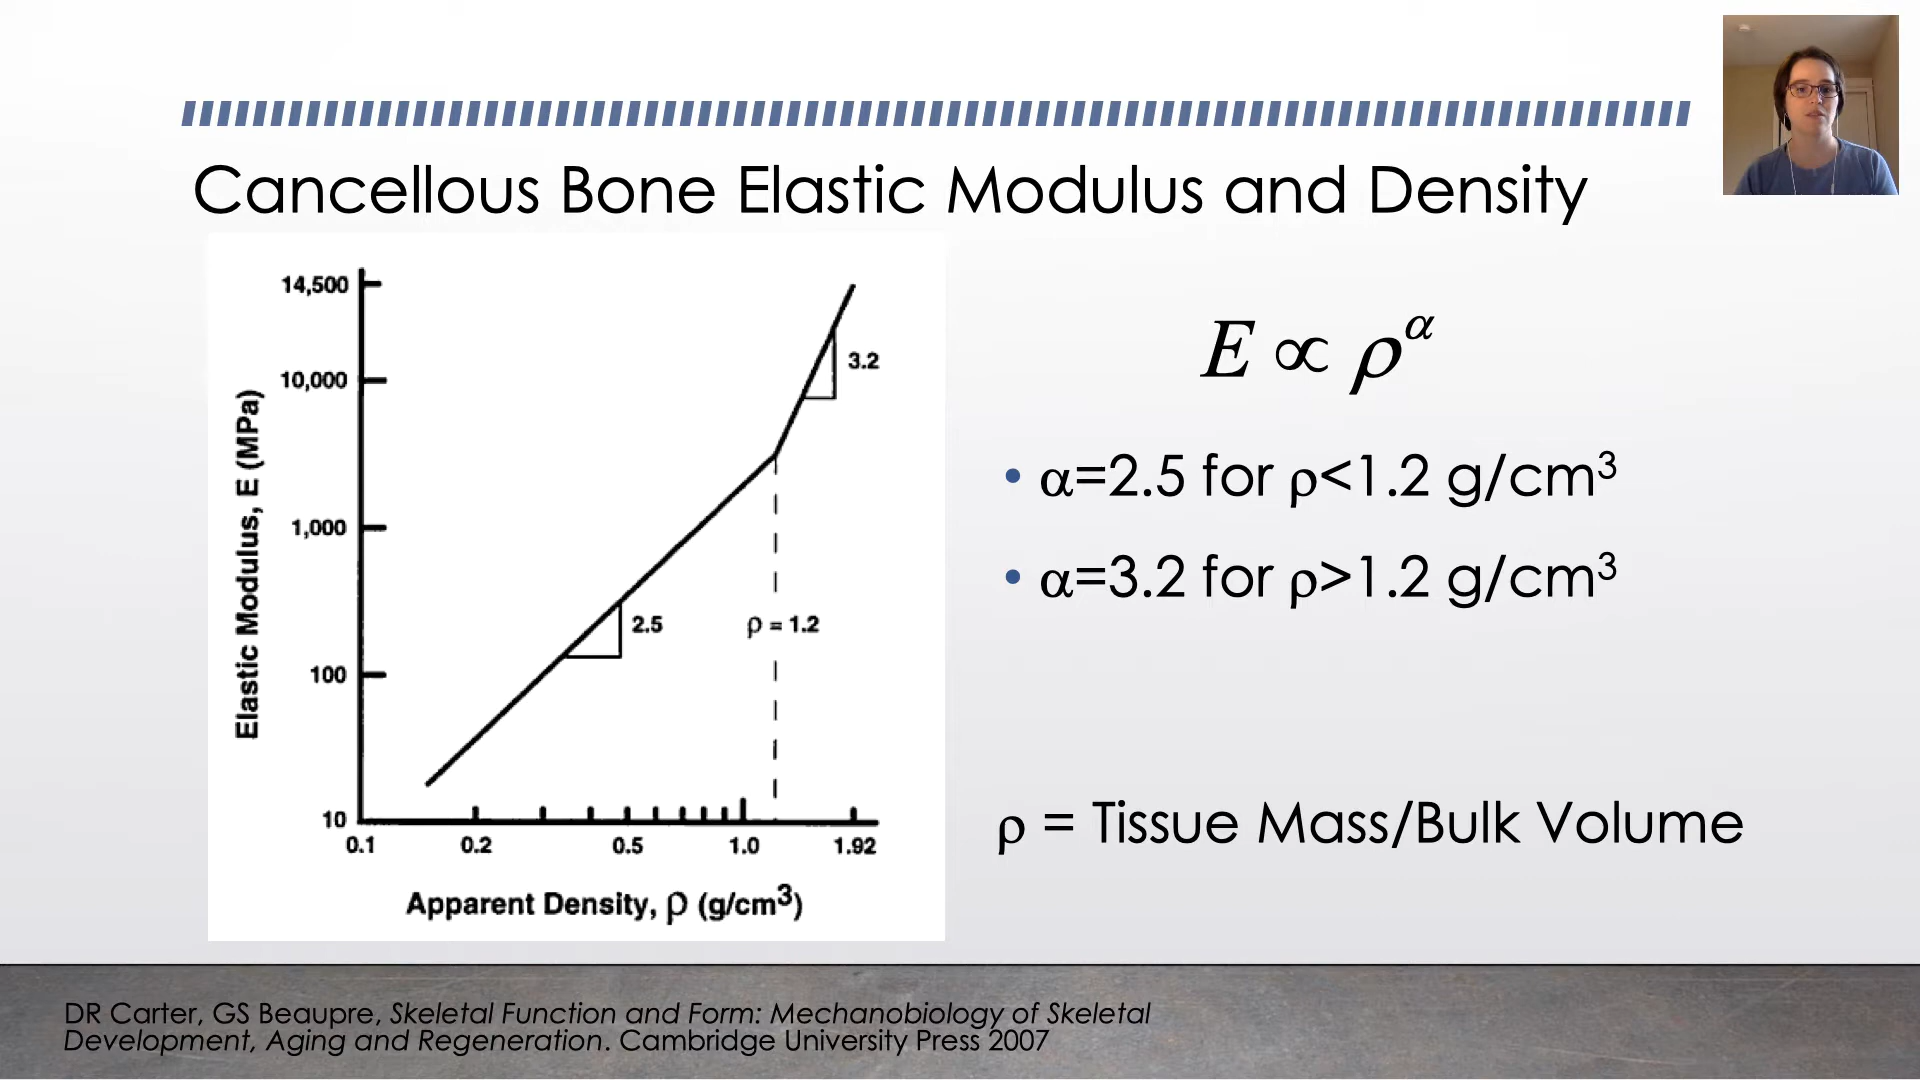 Cancellous Bone Elastic Modulus and Density
14,500
10,000
1,000
100
10
Elastic Modulus, E (MPa)
3.2
2.5
ρ = 1.2
0.1 0.2 0.5 1.0 1.92
Apparent Density, ρ (g/cm³)
E ∝ ρ^α
• α=2.5 for ρ<1.2 g/cm³
• α=3.2 for ρ>1.2 g/cm³
ρ = Tissue Mass/Bulk Volume
DR Carter, GS Beaupre, Skeletal Function and Form: Mechanobiology of Skeletal
Development, Aging and Regeneration. Cambridge University Press 2007